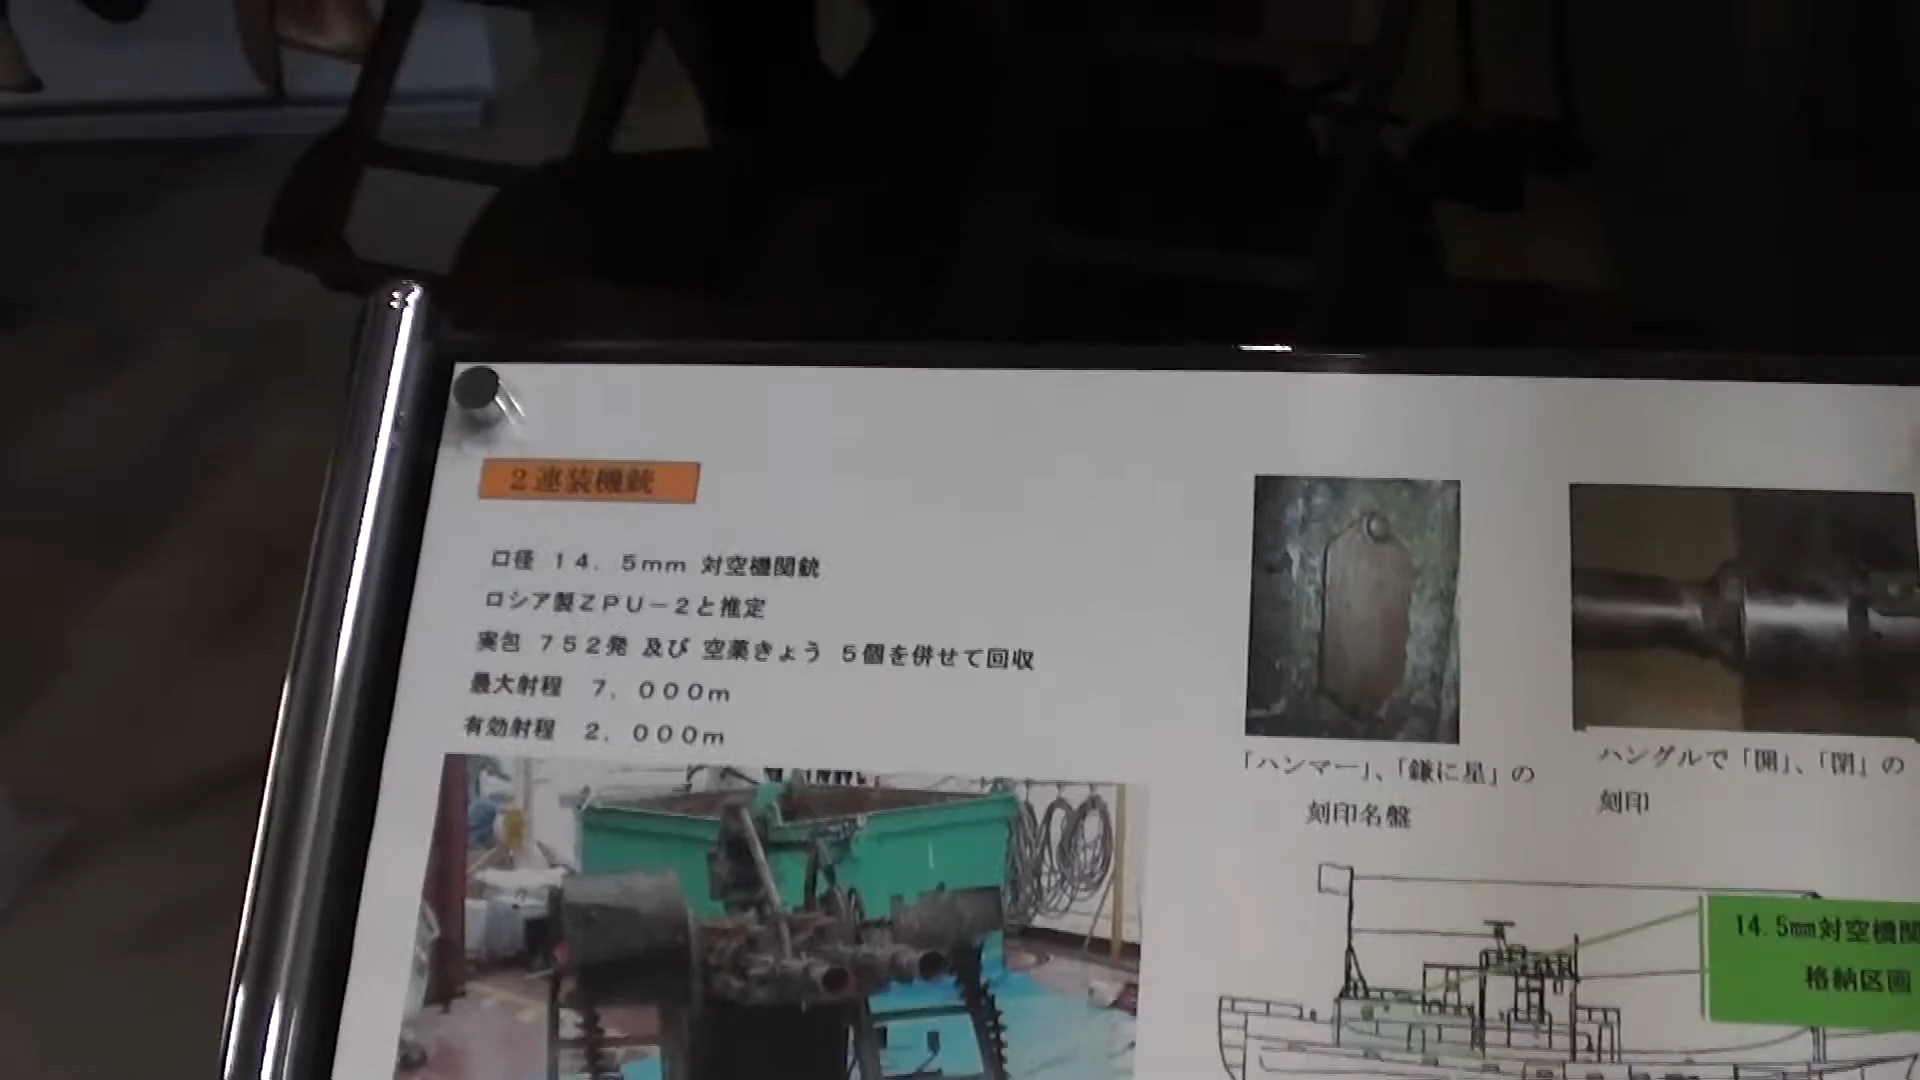 2連装機銃
口径 14．5mm 対空機関銃
ロシア製ZPU－2と推定
実包 752発 及び 空薬きょう 5個を併せて回収
最大射程 7，000m
有効射程 2，000m
「ハンマー」、「鎌に星」の
刻印名盤
ハングルで「開」、「閉」の
刻印
14.5mm対空機関
格納区画